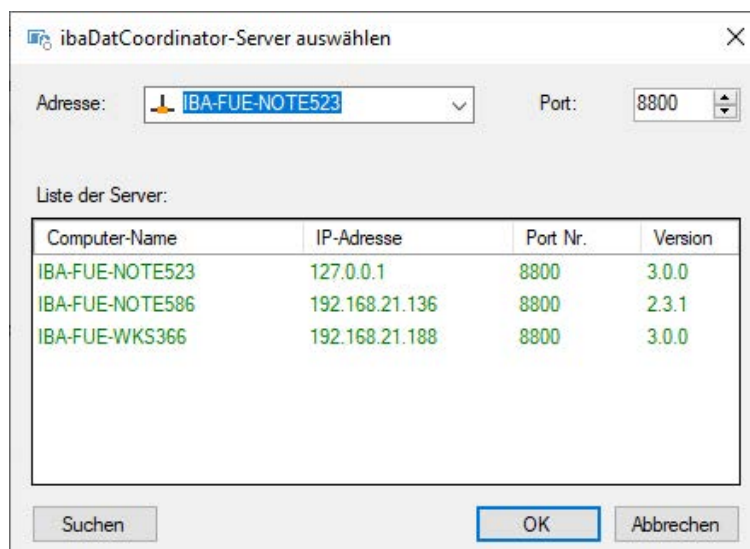 ibaDatCoordinator-Server auswählen
Adresse: IBA-FUE-NOTE523 Port: 8800
Liste der Server:
Computer-Name IP-Adresse Port Nr. Version
IBA-FUE-NOTE523 127.0.0.1 8800 3.0.0
IBA-FUE-NOTE586 192.168.21.136 8800 2.3.1
IBA-FUE-WKS366 192.168.21.188 8800 3.0.0
Suchen OK Abbrechen